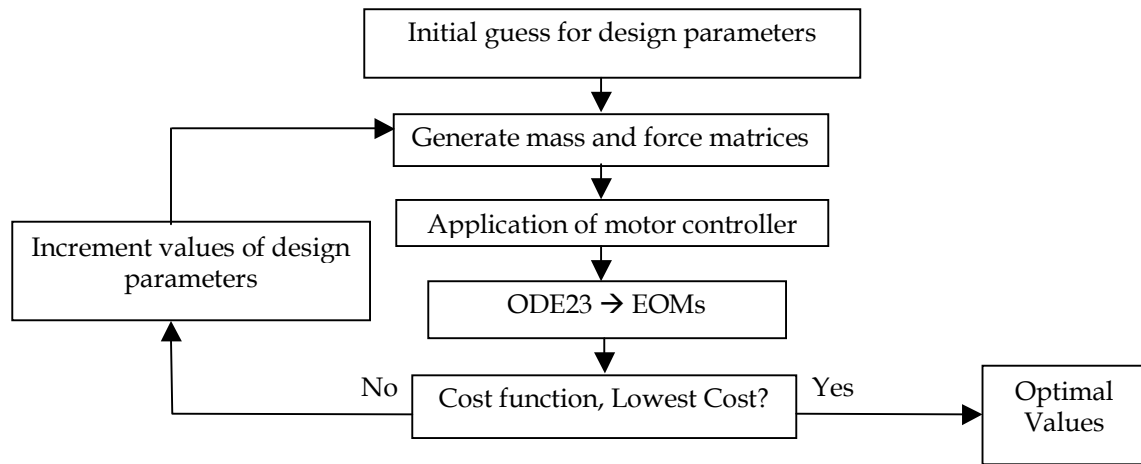 Initial guess for design parameters
Generate mass and force matrices
Application of motor controller
Increment values of design
parameters
ODE23 → EOMs
No
Cost function, Lowest Cost?
Yes
Optimal
Values